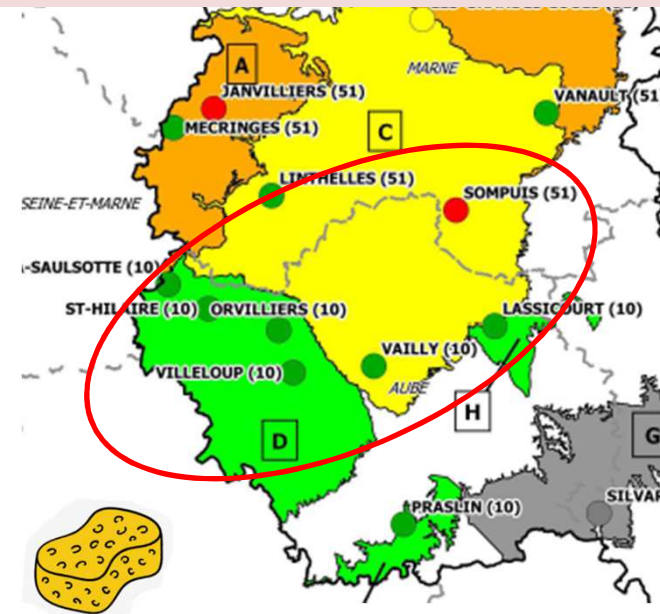 A
MARNE
JANVILLIERS (51)
VANAULT (51
MECRINGES (51)
C
LINTHELLES (51)
SOMPUIS (51)
SEINE-ET-MARNE
-SAULSOTTE (10)
ST-HILAIRE (10)
ORVILLIERS (10)
LASSICOURT (10)
VAILLY (10)
VILLELOUP (10)
AUBE
H
D
G
PRASLIN (10)
SILVAR